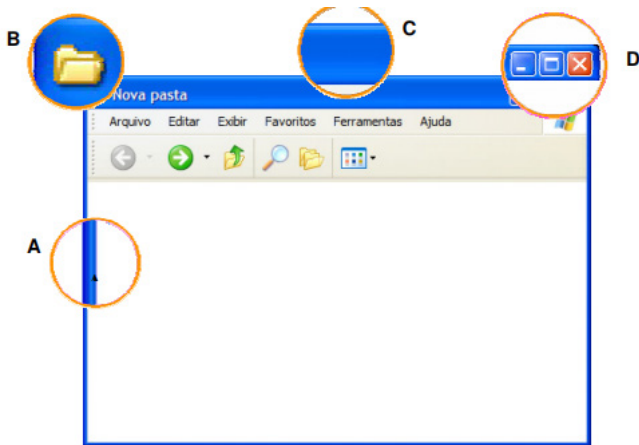 B
C
D
Nova pasta
Arquivo Editar Exibir Favoritos Ferramentas Ajuda
A